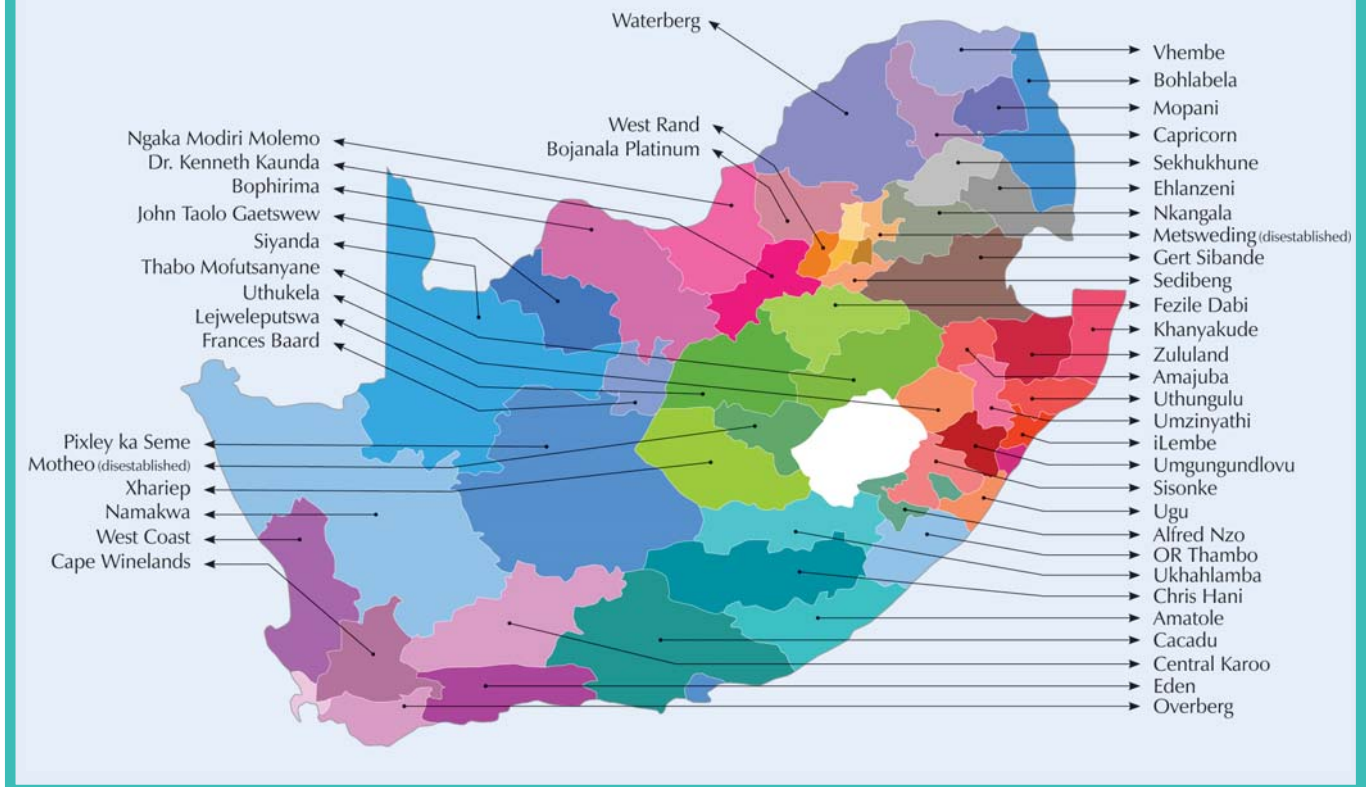 Waterberg
West Rand
Bojanala Platinum
Ngaka Modiri Molemo
Dr. Kenneth Kaunda
Bophirima
John Taolo Gaetswew
Siyanda
Thabo Mofutsanyane
Uthukela
Lejweleputswa
Frances Baard
Pixley ka Seme
Motheo (disestablished)
Xhariep
Namakwa
West Coast
Cape Winelands
Vhembe
Bohlabela
Mopani
Capricorn
Sekhukhune
Ehlanzeni
Nkangala
Metsweding (disestablished)
Gert Sibande
Sedibeng
Fezile Dabi
Khanyakude
Zululand
Amajuba
Uthungulu
Umzinyathi
iLembe
Umgungundlovu
Sisonke
Ugu
Alfred Nzo
OR Thambo
Ukhahlamba
Chris Hani
Amatole
Cacadu
Central Karoo
Eden
Overberg